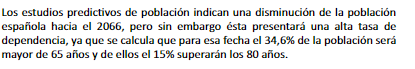 Los estudios predictivos de población indican una disminución de la población
española hacia el 2066, pero sin embargo ésta presentará una alta tasa de
dependencia, ya que se calcula que para esa fecha el 34,6% de la población será
mayor de 65 años y de ellos el 15% superarán los 80 años.